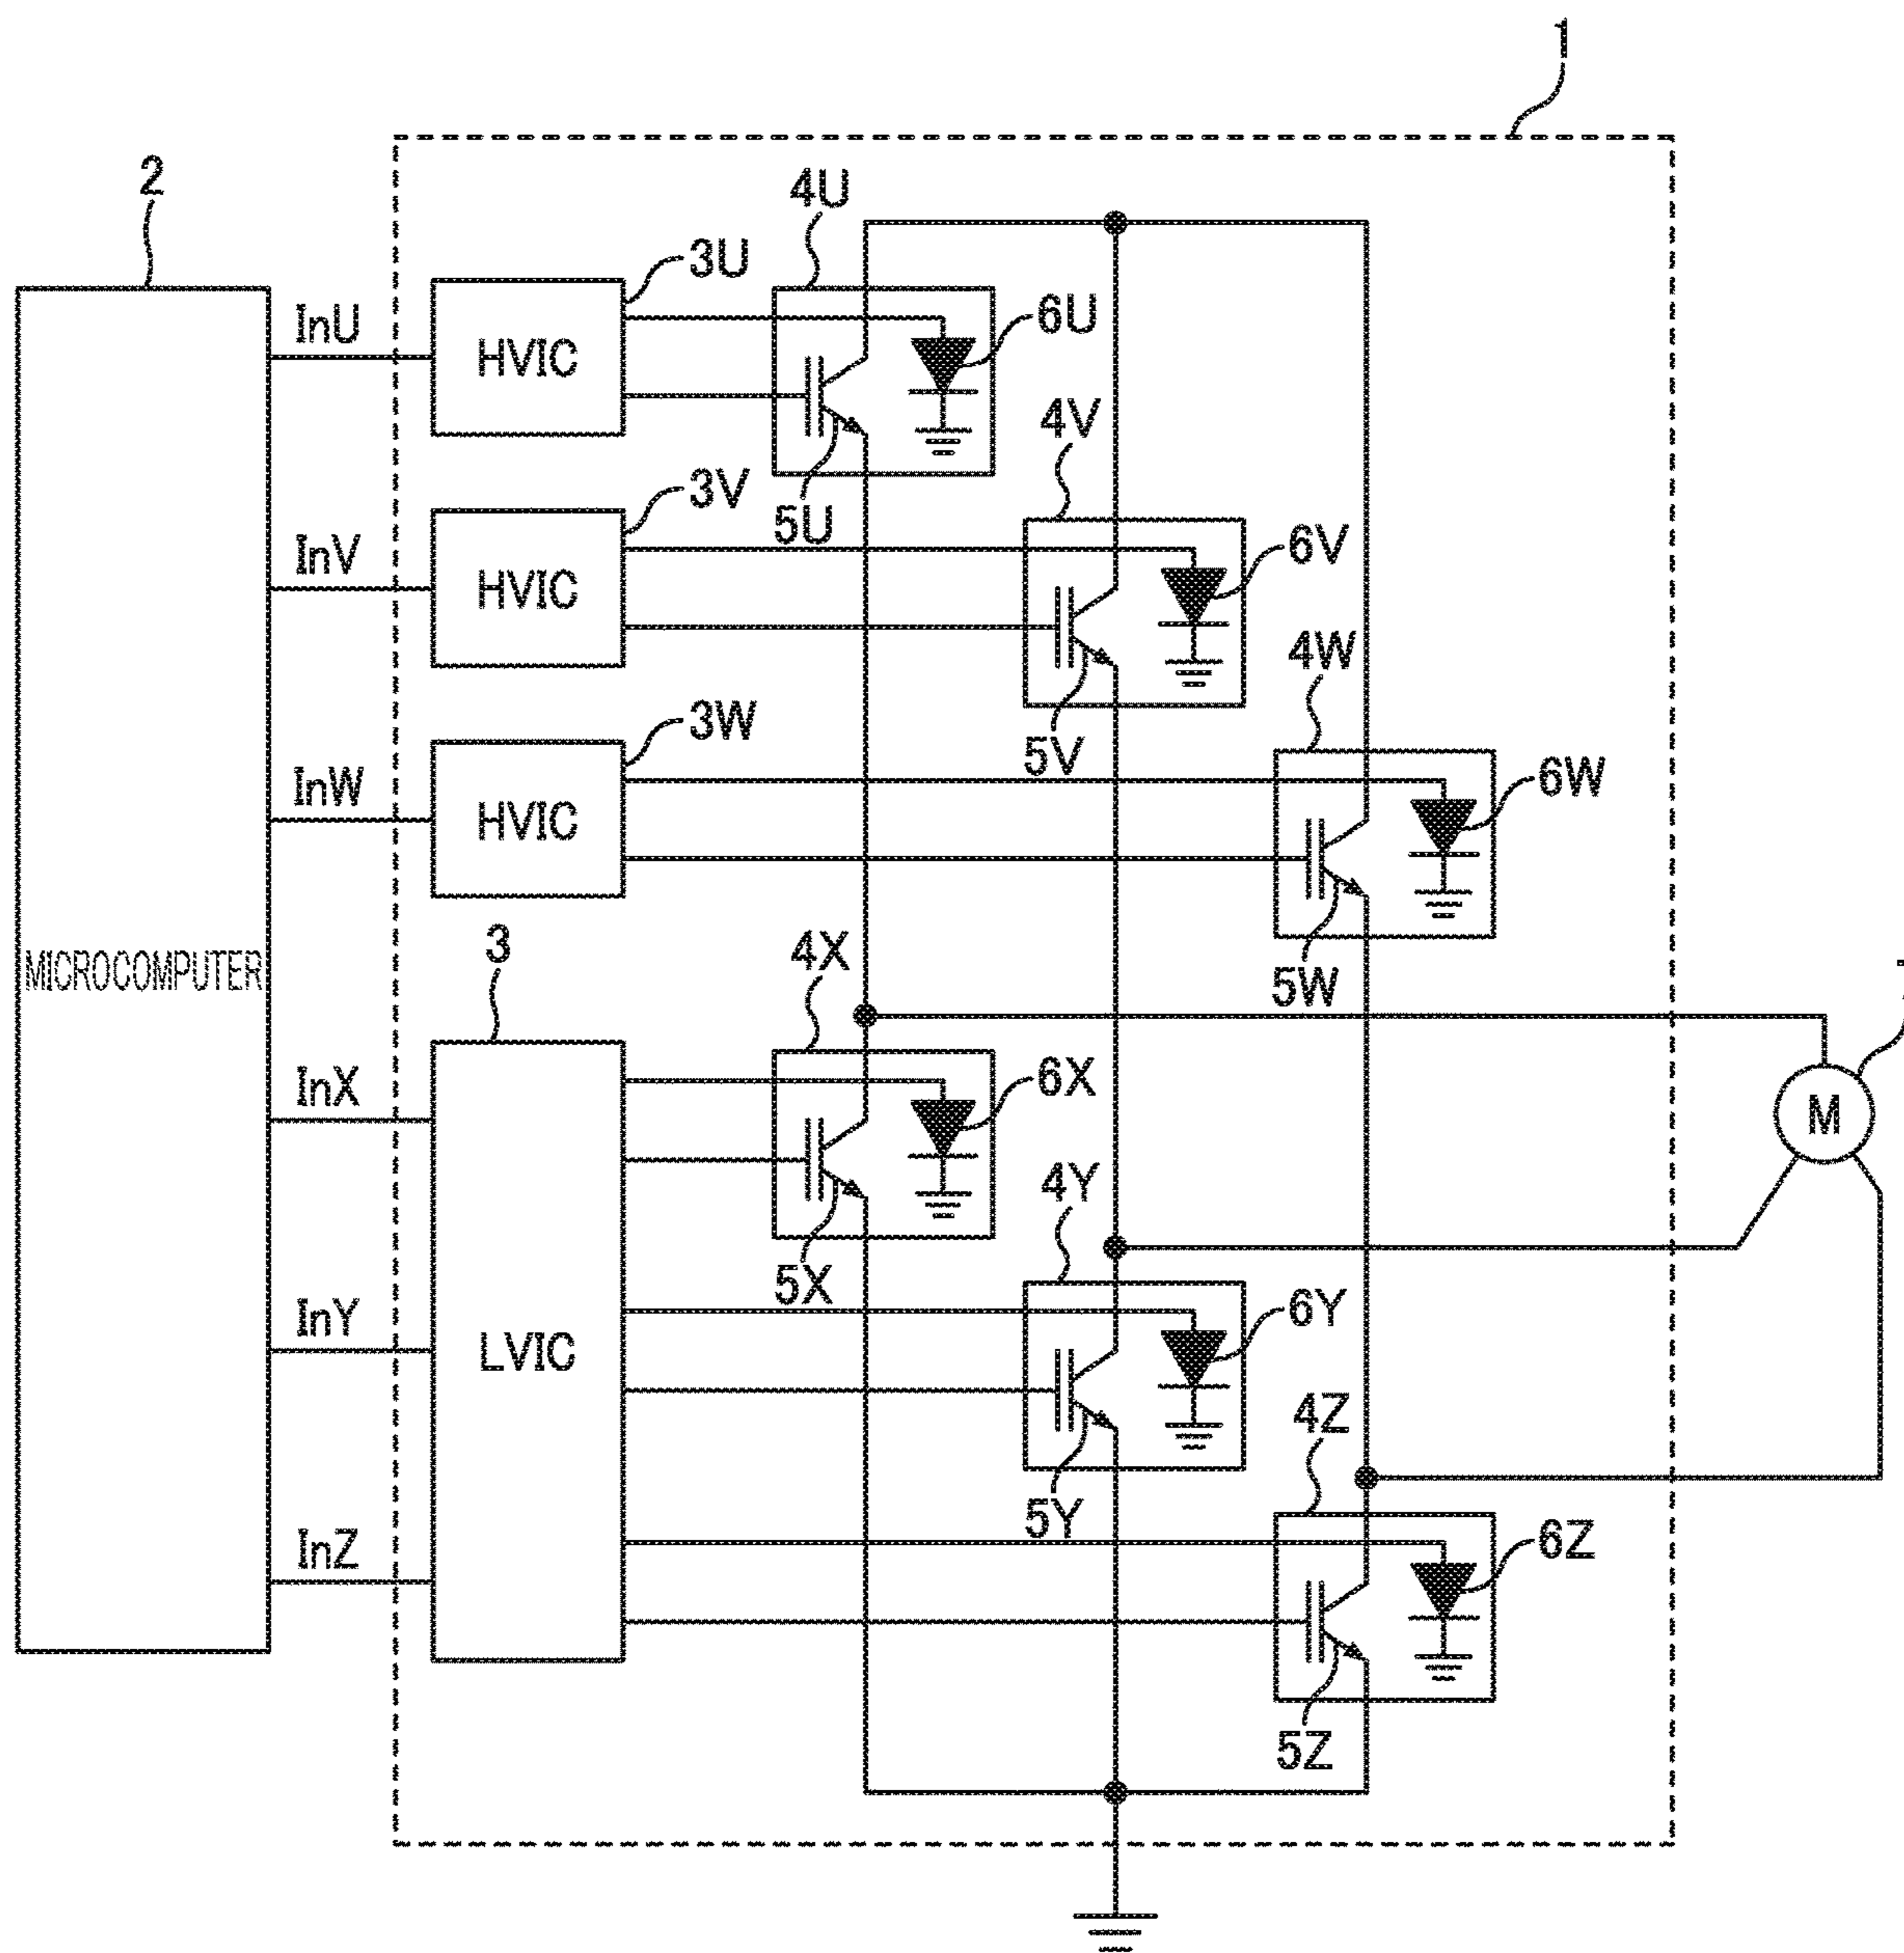 1
2
4U
3U
6U
InU
HVIC
4V
3V
5U
6V
InV
HVIC
4W
3W
5V
6W
InW
HVIC
3
4X
5W
MICROCOMPUTER
6X
InX
M
4Y
5X
6Y
InY
LVIC
4Z
5Y
6Z
InZ
5Z